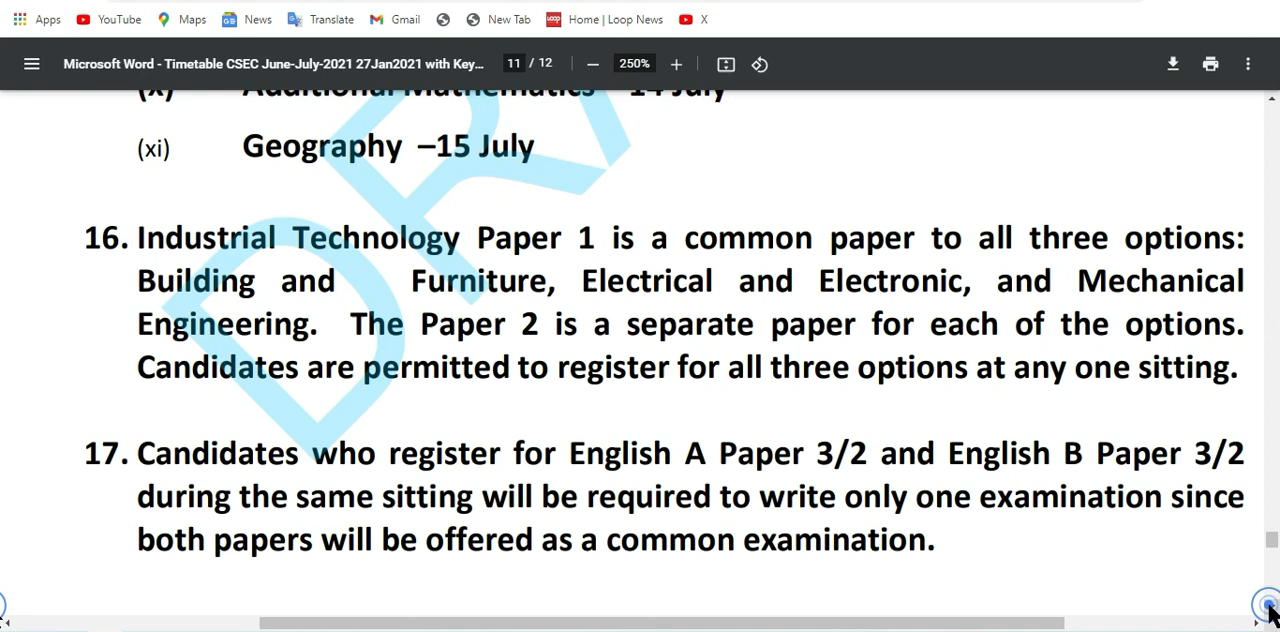 Apps YouTube Maps News Translate Gmail New Tab Home | Loop News X
Microsoft Word - Timetable CSEC June-July-2021 27Jan2021 with Key... 11 / 12 — 250% +
(x) Additional Mathematics – 14 July
(xi) Geography –15 July
16. Industrial Technology Paper 1 is a common paper to all three options:
Building and Furniture, Electrical and Electronic, and Mechanical
Engineering. The Paper 2 is a separate paper for each of the options.
Candidates are permitted to register for all three options at any one sitting.
17. Candidates who register for English A Paper 3/2 and English B Paper 3/2
during the same sitting will be required to write only one examination since
both papers will be offered as a common examination.